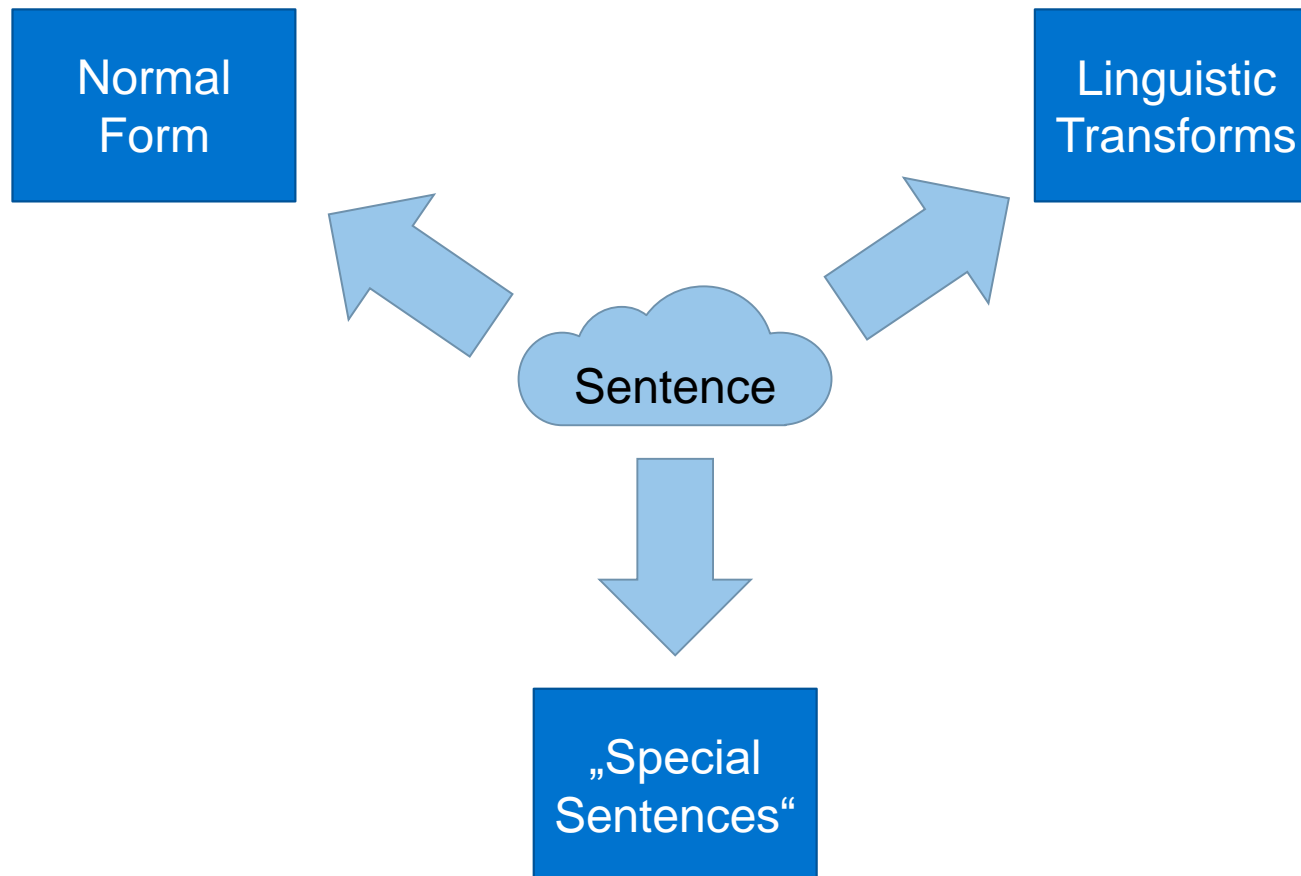 Normal
Form
Linguistic
Transforms
Sentence
„Special
Sentences“